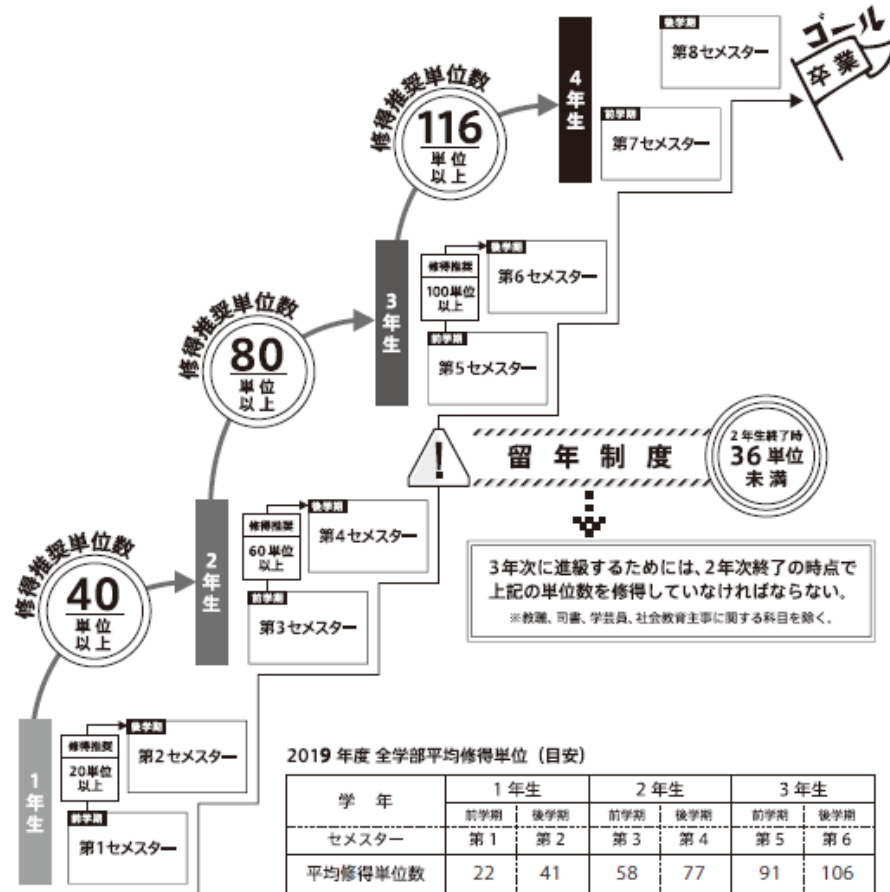 ゴール
卒業
後学期
第8セメスター
4年生
前学期
第7セメスター
修得推奨単位数
116
単位
以上
3年生
後学期
第6セメスター
修得推奨
100単位
以上
前学期
第5セメスター
修得推奨単位数
80
単位
以上
!
留年制度
2年生終了時
36単位
未満
3年次に進級するためには、2年次終了の時点で
上記の単位数を修得していなければならない。
※教職、司書、学芸員、社会教育主事に関する科目を除く。
2年生
後学期
第4セメスター
修得推奨
60単位
以上
前学期
第3セメスター
修得推奨単位数
40
単位
以上
1年生
後学期
第2セメスター
修得推奨
20単位
以上
前学期
第1セメスター
2019年度 全学部平均修得単位（目安）
学 年 1年生 2年生 3年生
前学期 後学期 前学期 後学期 前学期 後学期
セメスター 第1 第2 第3 第4 第5 第6
平均修得単位数 22 41 58 77 91 106